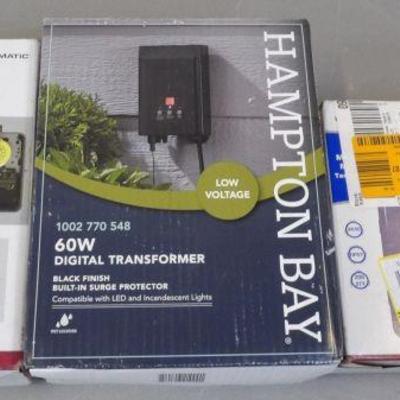 MATIC
HAMPTON BAY®
LOW
VOLTAGE
1002 770 548
60W
DIGITAL TRANSFORMER
BLACK FINISH
BUILT-IN SURGE PROTECTOR
Compatible with LED and Incandescent Lights